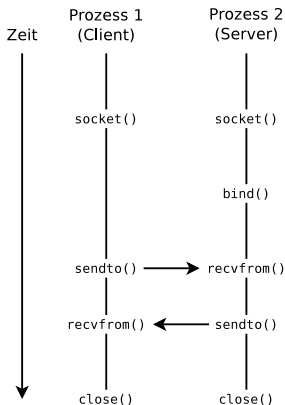 Zeit
Prozess 1
(Client)
Prozess 2
(Server)
socket()
socket()
bind()
sendto()
recvfrom()
recvfrom()
sendto()
close()
close()